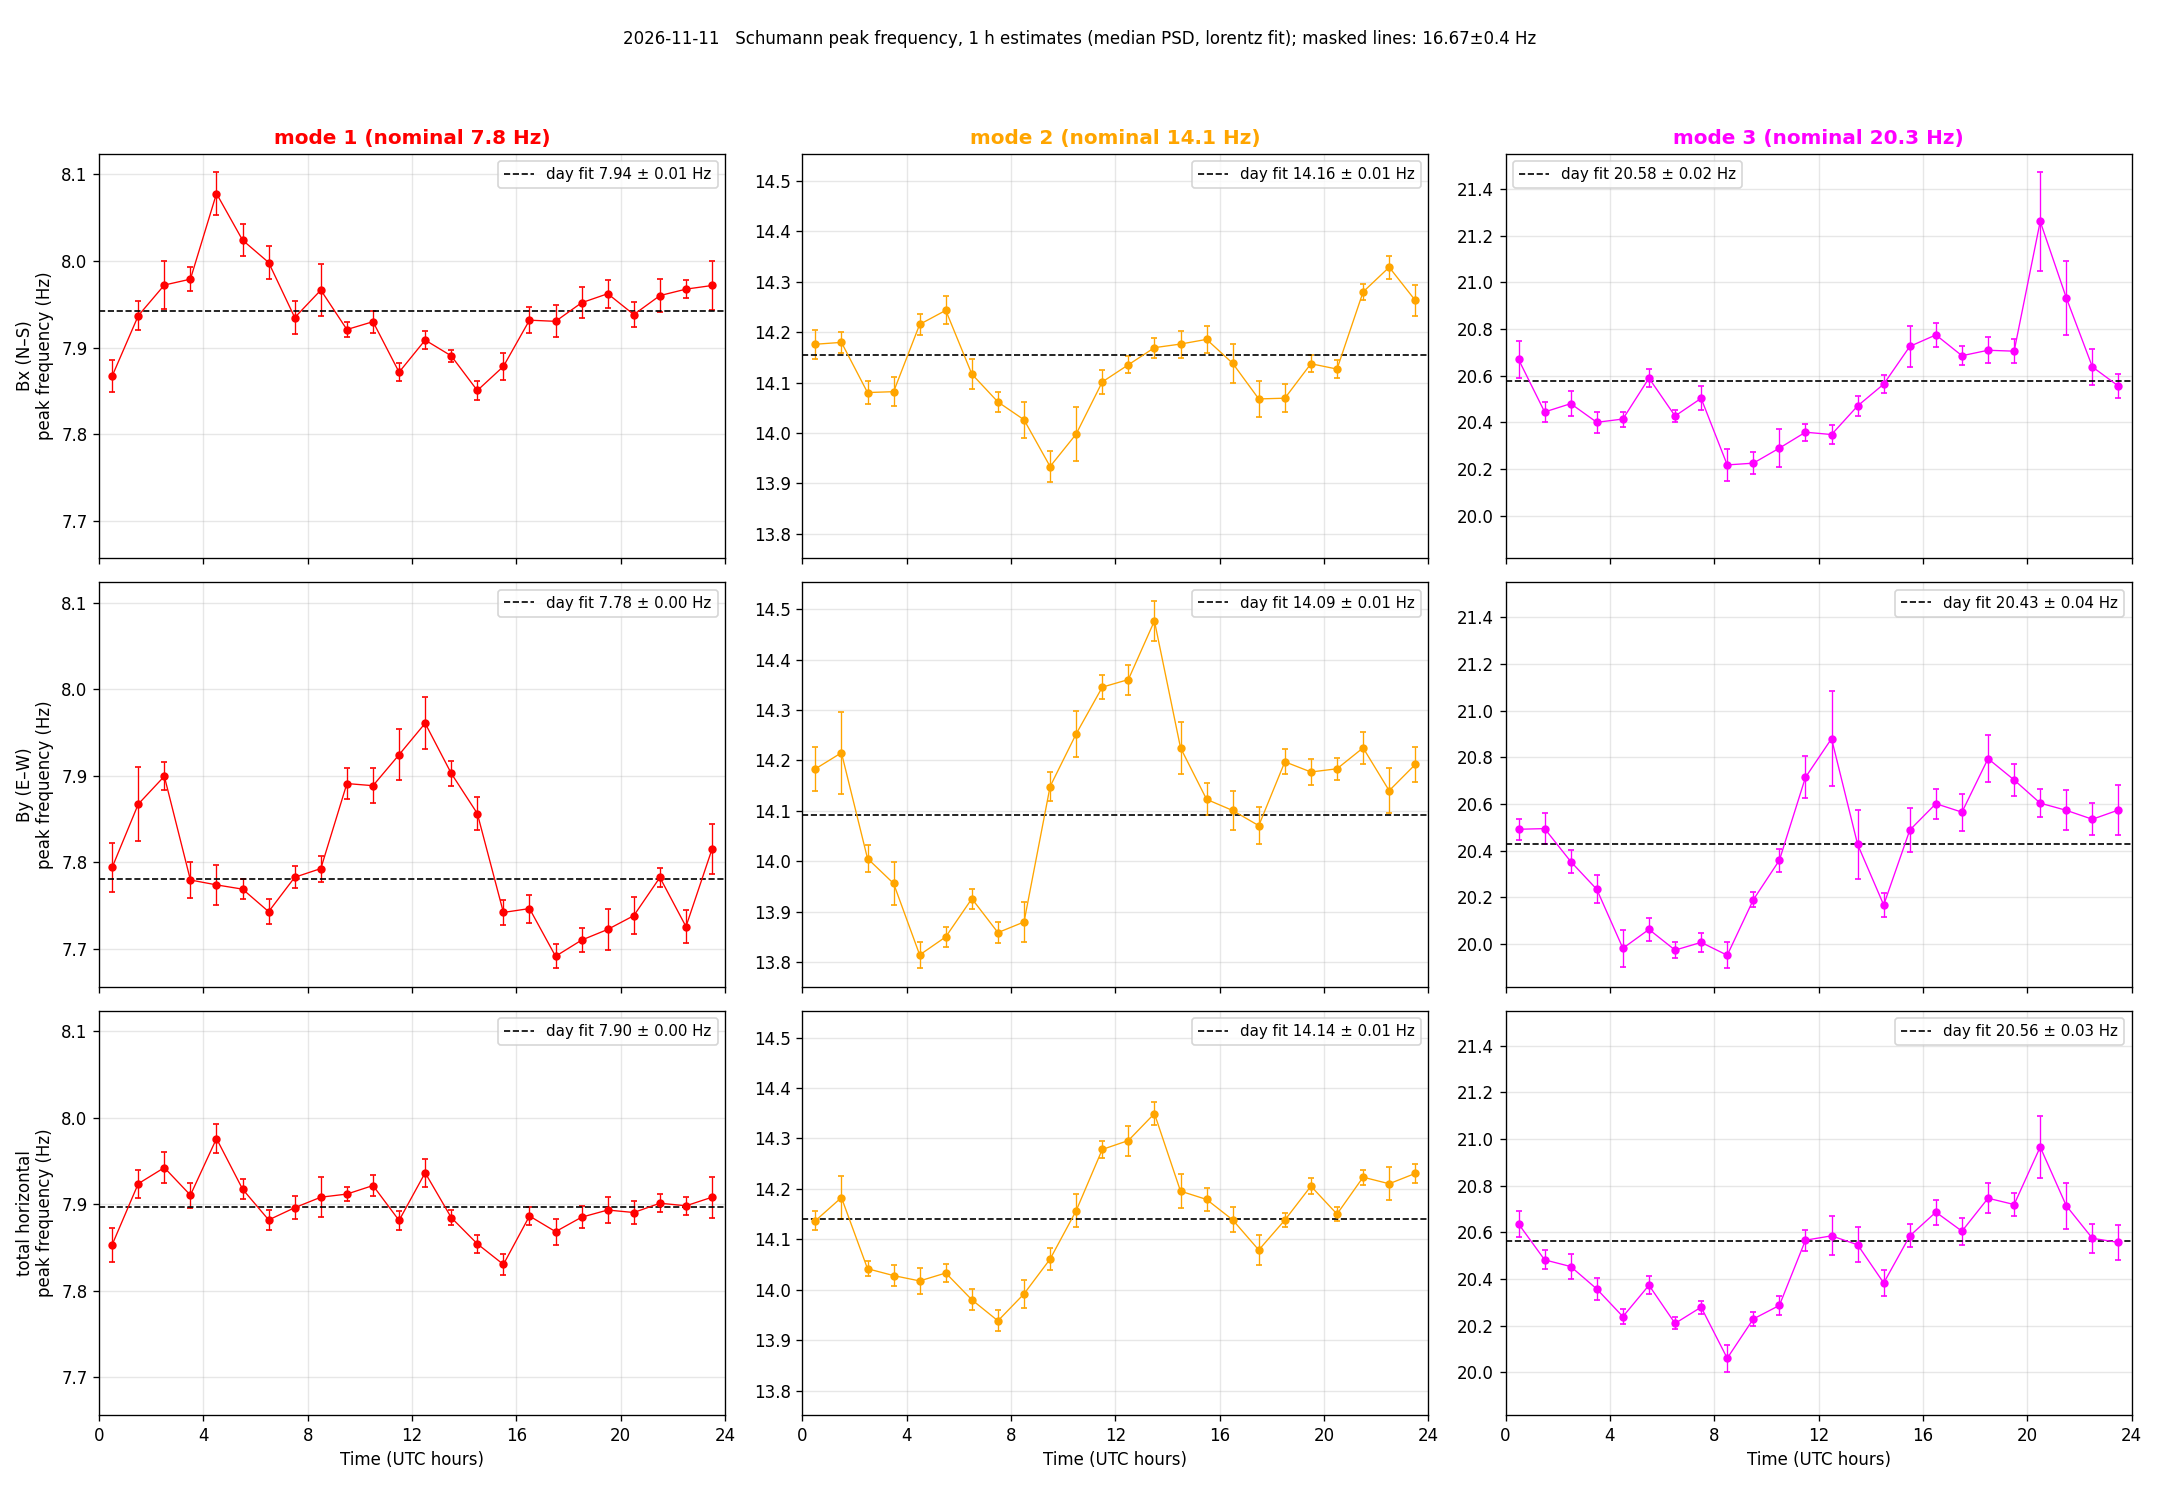 2026-11-11   Schumann peak frequency, 1 h estimates (median PSD, lorentz fit); masked lines: 16.67±0.4 Hz
mode 1 (nominal 7.8 Hz)
mode 2 (nominal 14.1 Hz)
mode 3 (nominal 20.3 Hz)
Bx (N–S)
peak frequency (Hz)
8.1
8.0
7.9
7.8
7.7
day fit 7.94 ± 0.01 Hz
14.5
14.4
14.3
14.2
14.1
14.0
13.9
13.8
day fit 14.16 ± 0.01 Hz
21.4
21.2
21.0
20.8
20.6
20.4
20.2
20.0
day fit 20.58 ± 0.02 Hz
By (E–W)
peak frequency (Hz)
8.1
8.0
7.9
7.8
7.7
day fit 7.78 ± 0.00 Hz
14.5
14.4
14.3
14.2
14.1
14.0
13.9
13.8
day fit 14.09 ± 0.01 Hz
21.4
21.2
21.0
20.8
20.6
20.4
20.2
20.0
day fit 20.43 ± 0.04 Hz
total horizontal
peak frequency (Hz)
8.1
8.0
7.9
7.8
7.7
day fit 7.90 ± 0.00 Hz
0 4 8 12 16 20 24
Time (UTC hours)
14.5
14.4
14.3
14.2
14.1
14.0
13.9
13.8
day fit 14.14 ± 0.01 Hz
0 4 8 12 16 20 24
Time (UTC hours)
21.4
21.2
21.0
20.8
20.6
20.4
20.2
20.0
day fit 20.56 ± 0.03 Hz
0 4 8 12 16 20 24
Time (UTC hours)